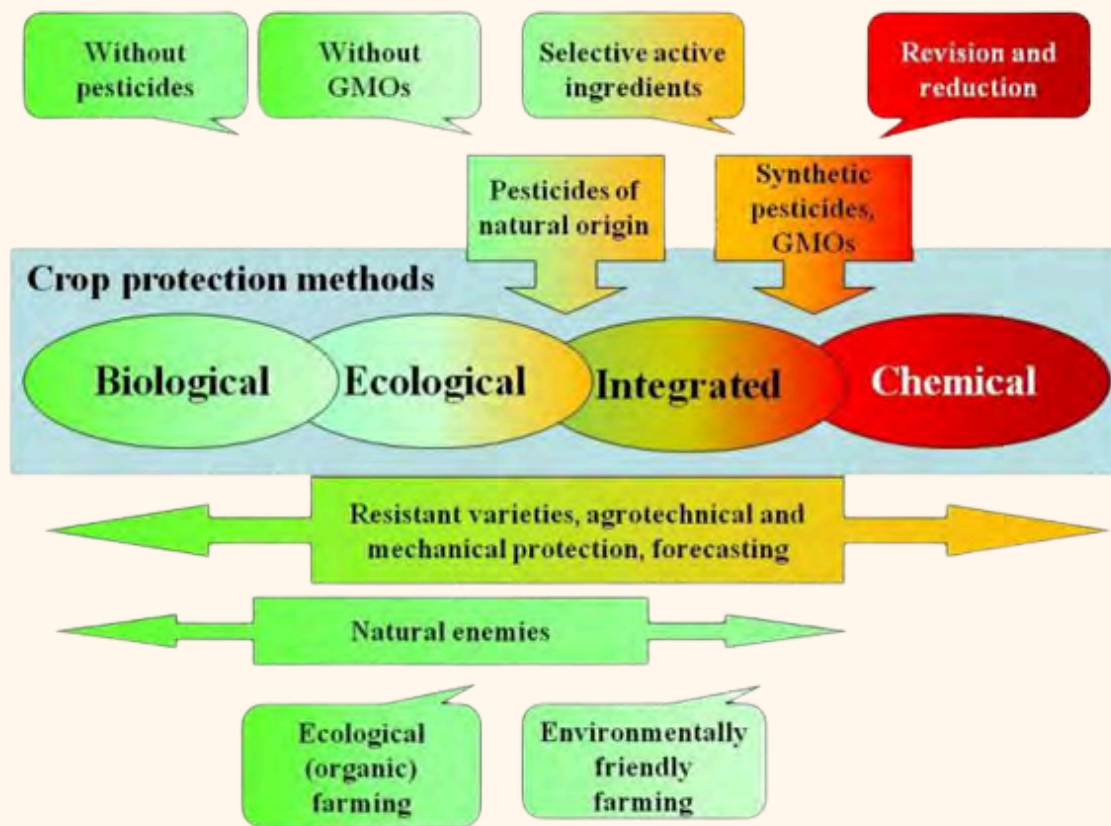 Without
pesticides
Without
GMOs
Selective active
ingredients
Revision and
reduction
Pesticides of
natural origin
Synthetic
pesticides,
GMOs
Crop protection methods
Biological
Ecological
Integrated
Chemical
Resistant varieties, agrotechnical and
mechanical protection, forecasting
Natural enemies
Ecological
(organic)
farming
Environmentally
friendly
farming